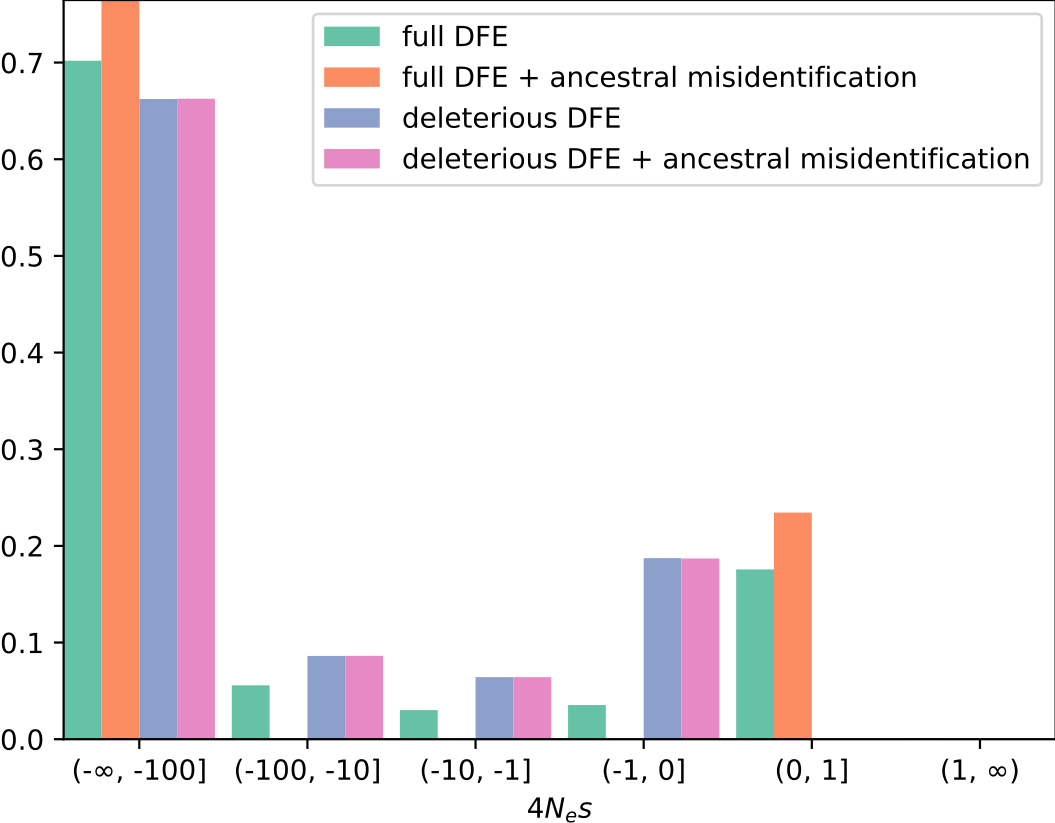 full DFE
full DFE + ancestral misidentification
deleterious DFE
deleterious DFE + ancestral misidentification
0.7
0.6
0.5
0.4
0.3
0.2
0.1
0.0
(-∞, -100] (-100, -10] (-10, -1] (-1, 0] (0, 1] (1, ∞)
4Nₑs